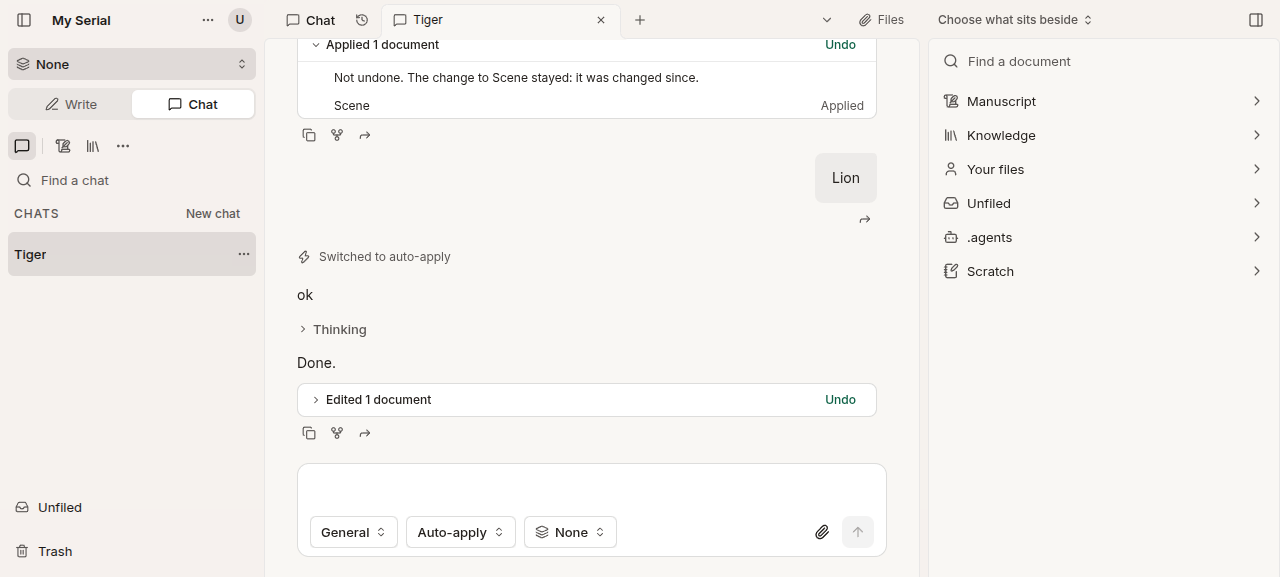 My Serial
U
None
Write
Chat
Find a chat
CHATS
New chat
Tiger
Unfiled
Trash
Chat
Tiger
Files
Choose what sits beside
Applied 1 document
Undo
Not undone. The change to Scene stayed: it was changed since.
Scene
Applied
Lion
Switched to auto-apply
ok
Thinking
Done.
Edited 1 document
Undo
General
Auto-apply
None
Find a document
Manuscript
Knowledge
Your files
Unfiled
.agents
Scratch